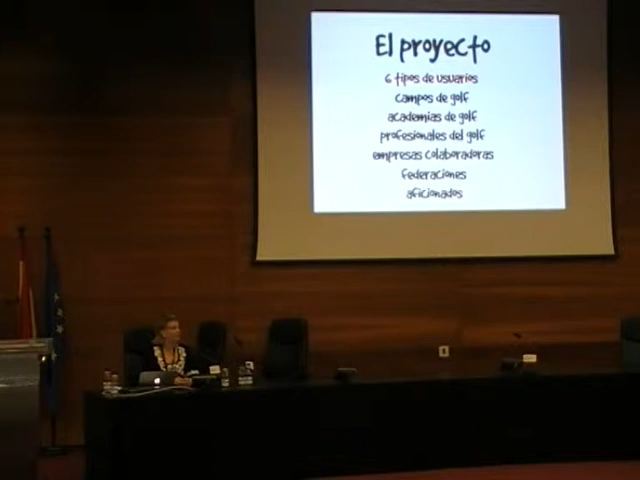 El proyecto
6 tipos de usuarios
campos de golf
academias de golf
profesionales del golf
empresas colaboradoras
federaciones
aficionados